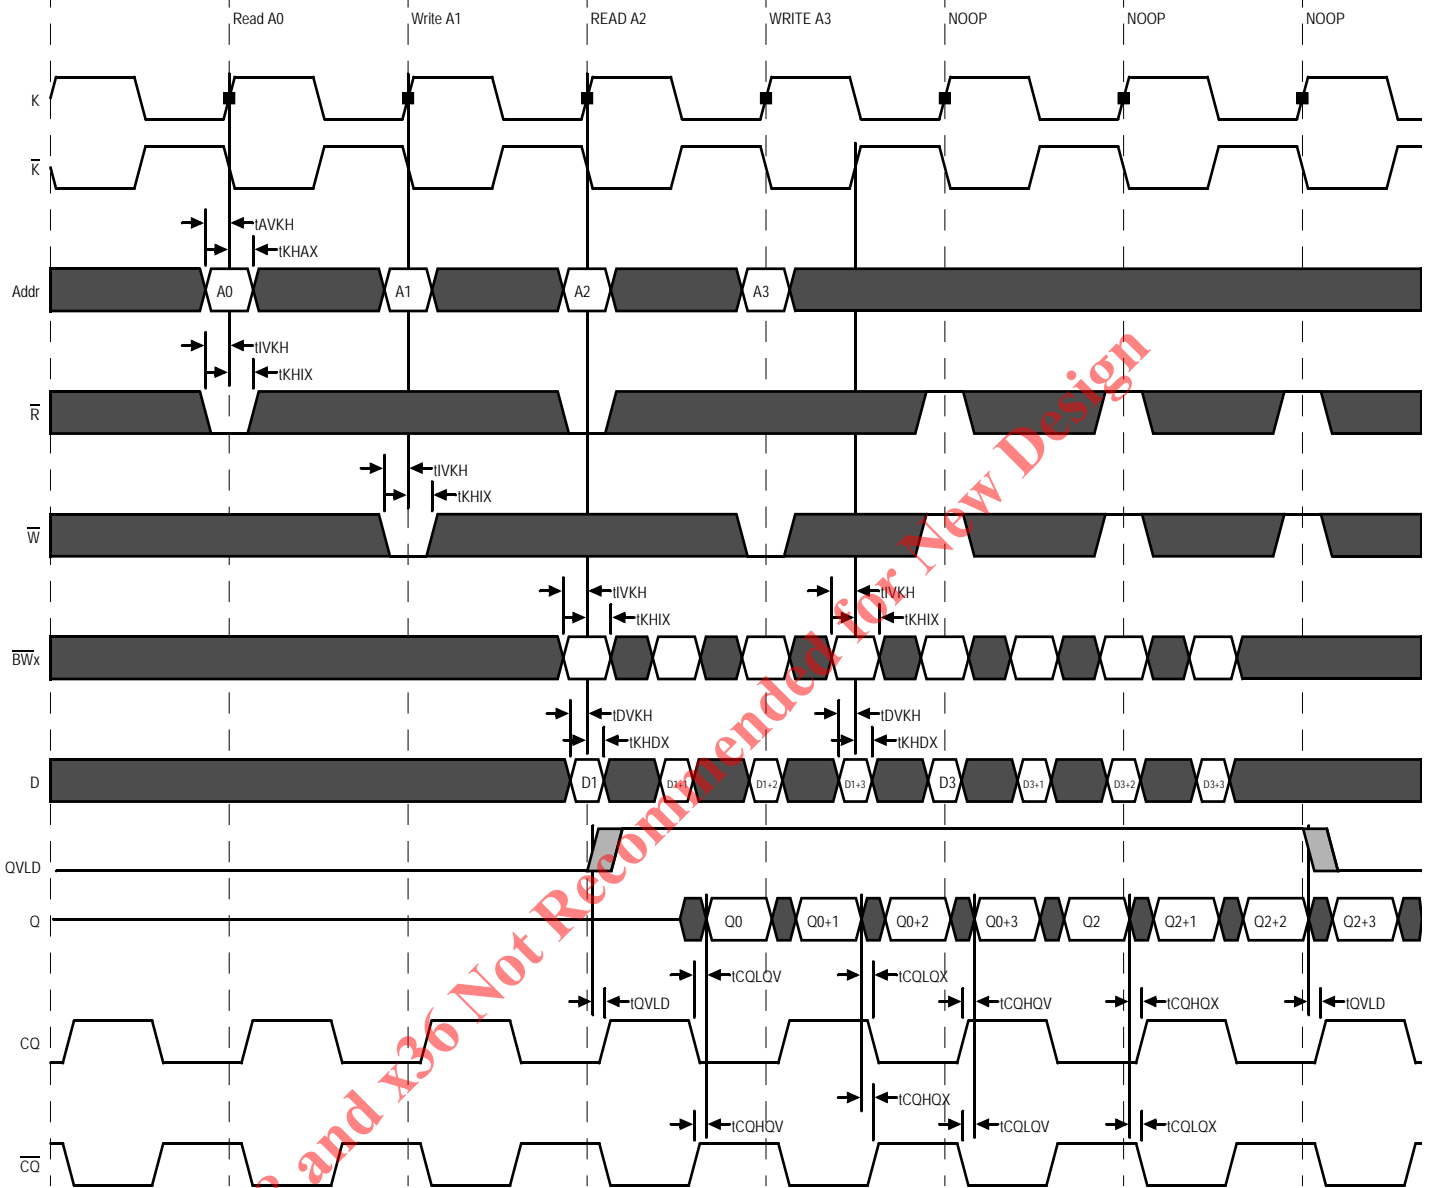 Read A0 Write A1 READ A2 WRITE A3 NOOP NOOP NOOP
K
K
tAVKH
tKHAX
Addr A0 A1 A2 A3
tIVKH
tKHIX
R
tIVKH
tKHIX
W
tIVKH tIVKH
tKHIX tKHIX
BWx
tDVKH tDVKH
tKHDX tKHDX
D D1 D1+1 D1+2 D1+3 D3 D3+1 D3+2 D3+3
QVLD
Q Q0 Q0+1 Q0+2 Q0+3 Q2 Q2+1 Q2+2 Q2+3
tCQLQV tCQLQX
tQVLD tCQHQV tCQHQX tQVLD
CQ
tCQHQX
tCQHQV tCQLQV tCQLQX
CQ
and x36 Not Recommended for New Design